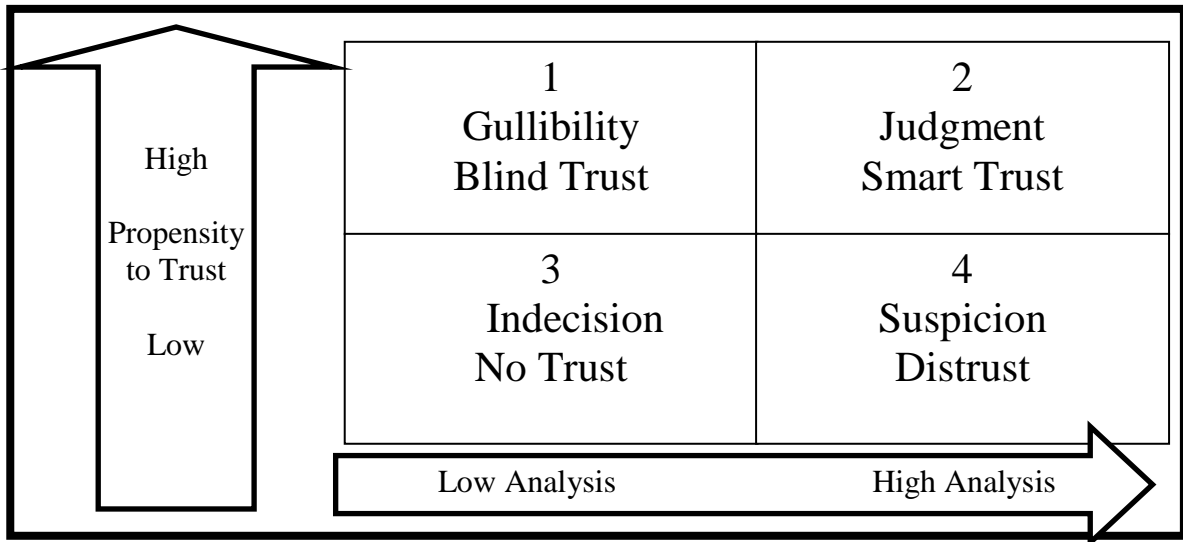 High
Propensity
to Trust
Low
1
Gullibility
Blind Trust
2
Judgment
Smart Trust
3
Indecision
No Trust
4
Suspicion
Distrust
Low Analysis
High Analysis